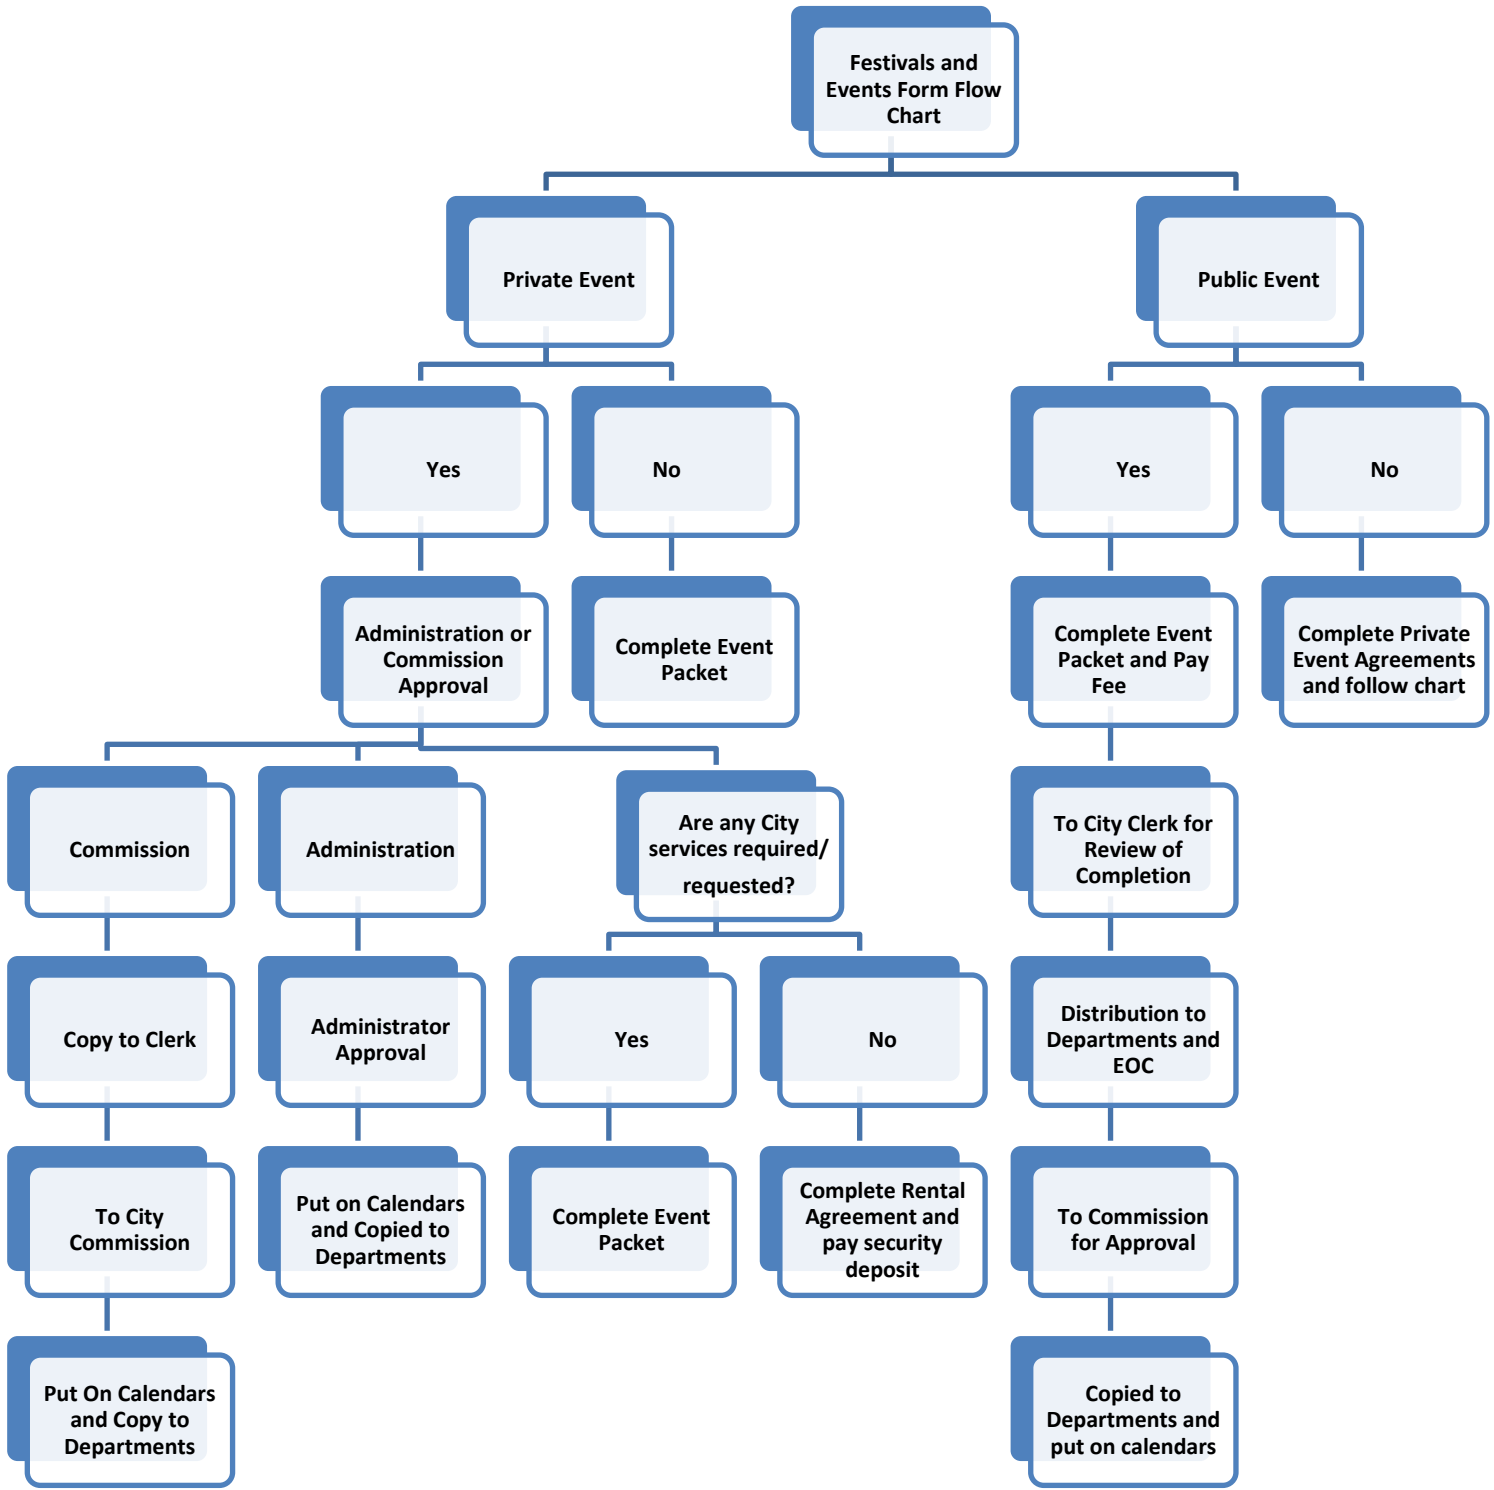 Festivals and
Events Form Flow
Chart
Private Event
Public Event
Yes
No
Yes
No
Administration or
Commission
Approval
Complete Event
Packet
Complete Event
Packet and Pay
Fee
Complete Private
Event Agreements
and follow chart
Commission
Administration
Are any City
services required/
requested?
To City Clerk for
Review of
Completion
Copy to Clerk
Administrator
Approval
Yes
No
Distribution to
Departments and
EOC
To City
Commission
Put on Calendars
and Copied to
Departments
Complete Event
Packet
Complete Rental
Agreement and
pay security
deposit
To Commission
for Approval
Put On Calendars
and Copy to
Departments
Copied to
Departments and
put on calendars